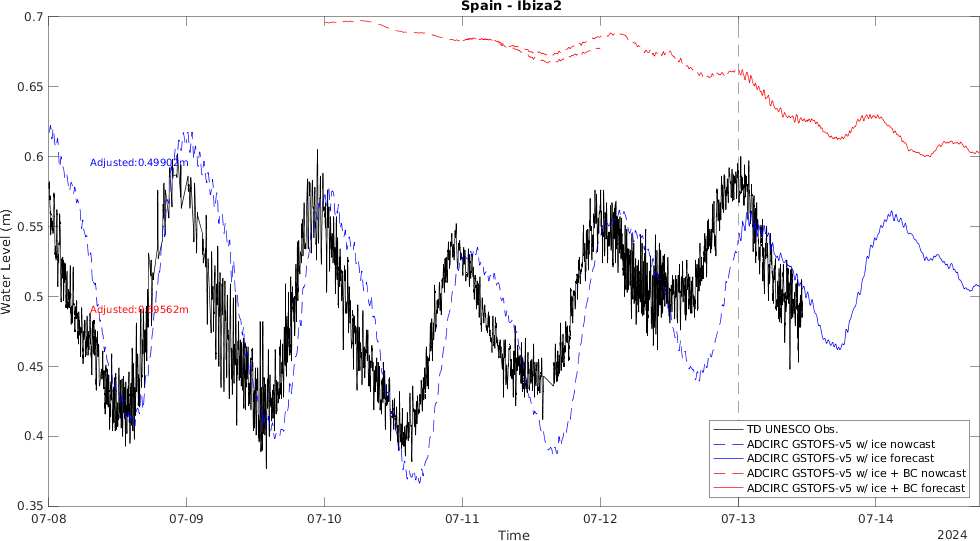 Spain - Ibiza2
0.7
0.65
0.6
0.55
0.5
0.45
0.4
0.35
Water Level (m)
Adjusted:0.49902m
Adjusted:0.59562m
TD UNESCO Obs.
ADCIRC GSTOFS-v5 w/ ice nowcast
ADCIRC GSTOFS-v5 w/ ice forecast
ADCIRC GSTOFS-v5 w/ ice + BC nowcast
ADCIRC GSTOFS-v5 w/ ice + BC forecast
07-08 07-09 07-10 07-11 07-12 07-13 07-14
Time
2024